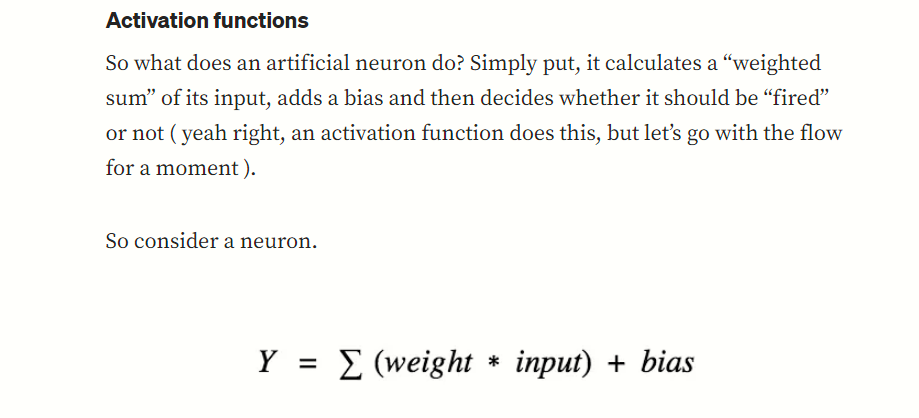 Activation functions
So what does an artificial neuron do? Simply put, it calculates a “weighted
sum” of its input, adds a bias and then decides whether it should be “fired”
or not ( yeah right, an activation function does this, but let’s go with the flow
for a moment ).
So consider a neuron.
Y = ∑ (weight * input) + bias